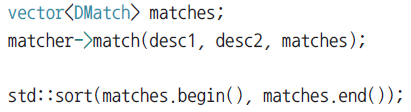 vector<DMatch> matches;
matcher->match(desc1, desc2, matches);
std::sort(matches.begin(), matches.end());